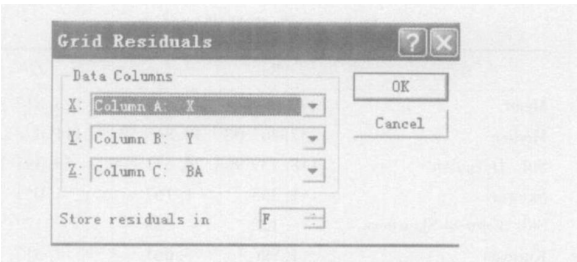 Grid Residuals
Data Columns
X: Column A: X
Y: Column B: Y
Z: Column C: BA
Store residuals in F
OK
Cancel